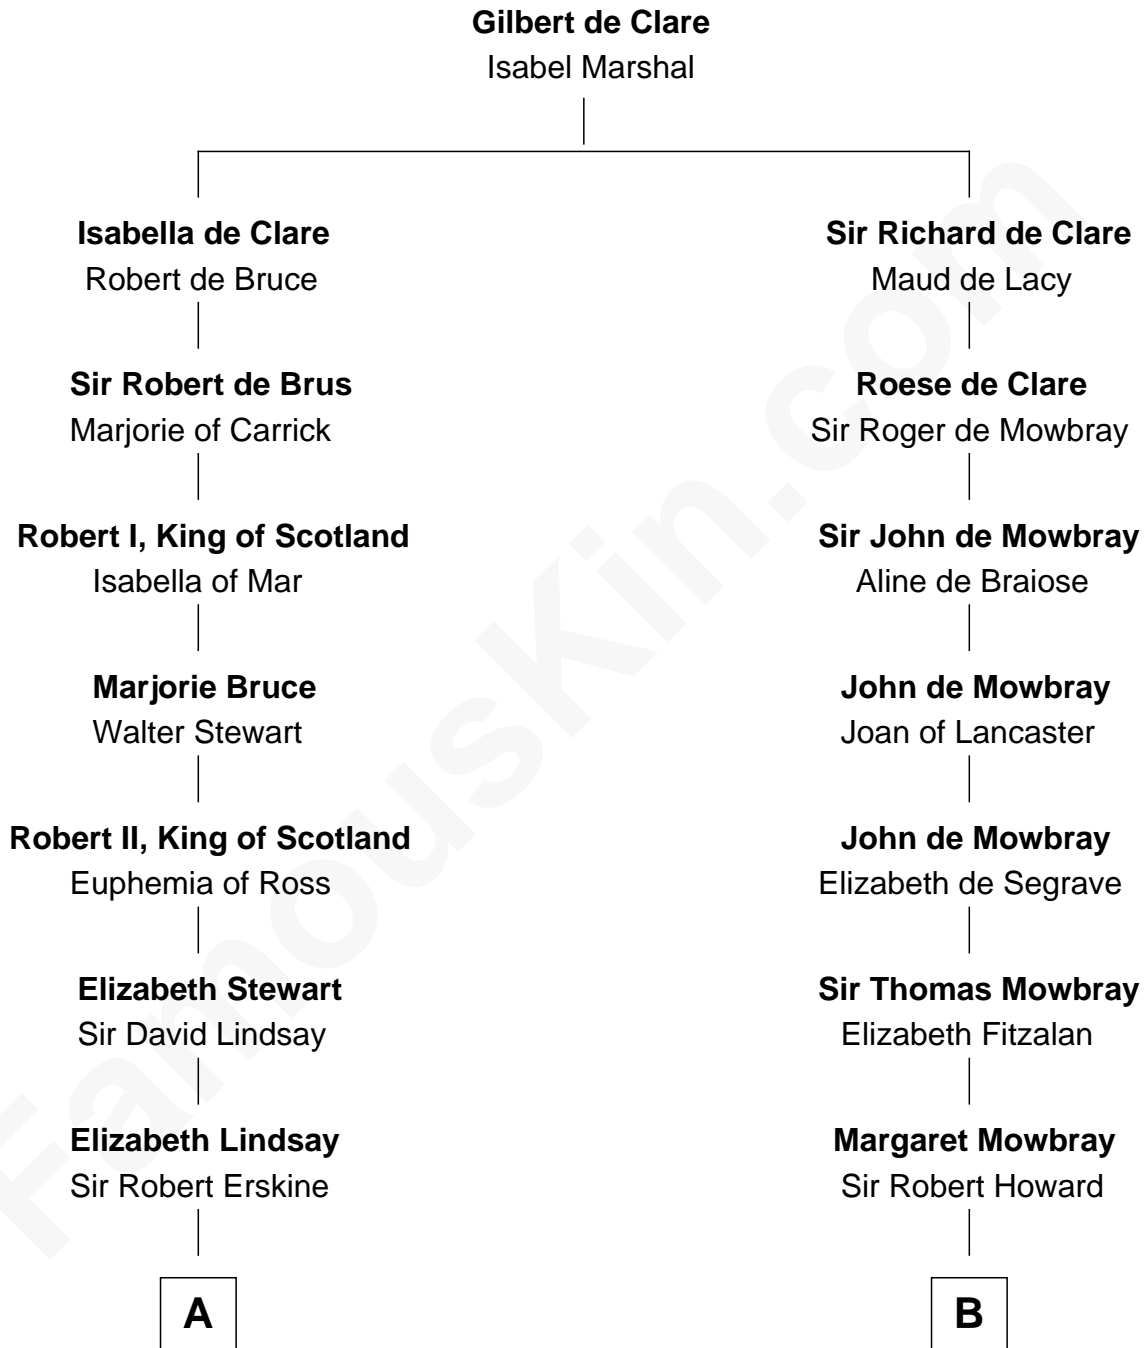 Gilbert de Clare
Isabel Marshal
Isabella de Clare
Robert de Bruce
Sir Richard de Clare
Maud de Lacy
Sir Robert de Brus
Marjorie of Carrick
Roese de Clare
Sir Roger de Mowbray
Robert I, King of Scotland
Isabella of Mar
Sir John de Mowbray
Aline de Braiose
Marjorie Bruce
Walter Stewart
John de Mowbray
Joan of Lancaster
Robert II, King of Scotland
Euphemia of Ross
John de Mowbray
Elizabeth de Segrave
Elizabeth Stewart
Sir David Lindsay
Sir Thomas Mowbray
Elizabeth Fitzalan
Elizabeth Lindsay
Sir Robert Erskine
Margaret Mowbray
Sir Robert Howard
A
B
FamousKin.com